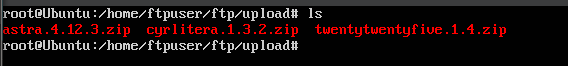 root@Ubuntu:/home/ftpuser/ftp/upload# ls
astra.4.12.3.zip  cyrlitera.1.3.2.zip  twentytwentyfive.1.4.zip
root@Ubuntu:/home/ftpuser/ftp/upload#